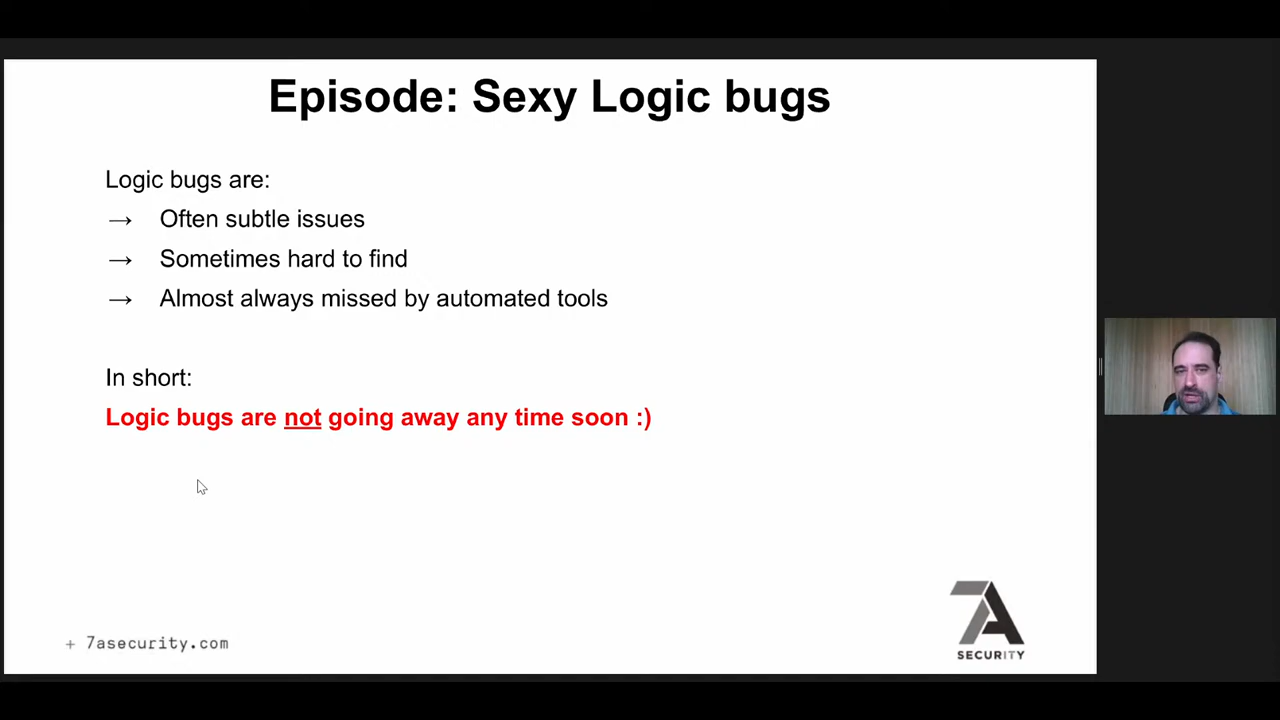 Episode: Sexy Logic bugs
Logic bugs are:
→ Often subtle issues
→ Sometimes hard to find
→ Almost always missed by automated tools
In short:
Logic bugs are not going away any time soon :)
+ 7asecurity.com
7A
SECURITY